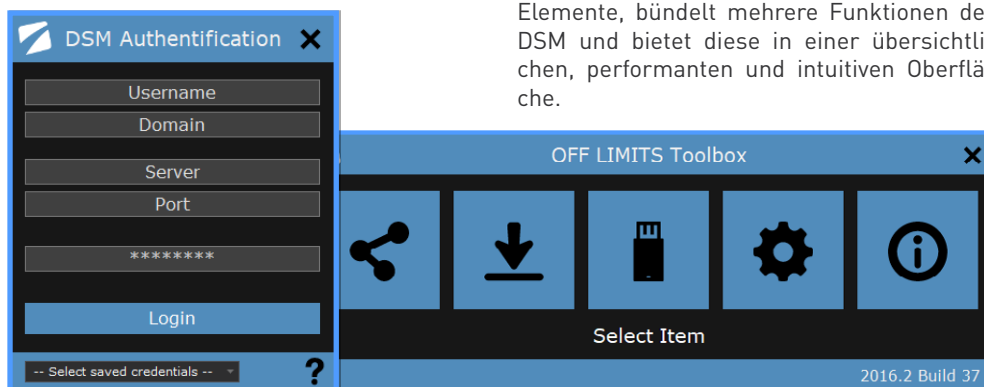 Elemente, bündelt mehrere Funktionen de
DSM und bietet diese in einer übersichtli
chen, performanten und intuitiven Oberflä
che.
DSM Authentification
Username
Domain
Server
Port
********
Login
-- Select saved credentials --
?
OFF LIMITS Toolbox
Select Item
2016.2 Build 37